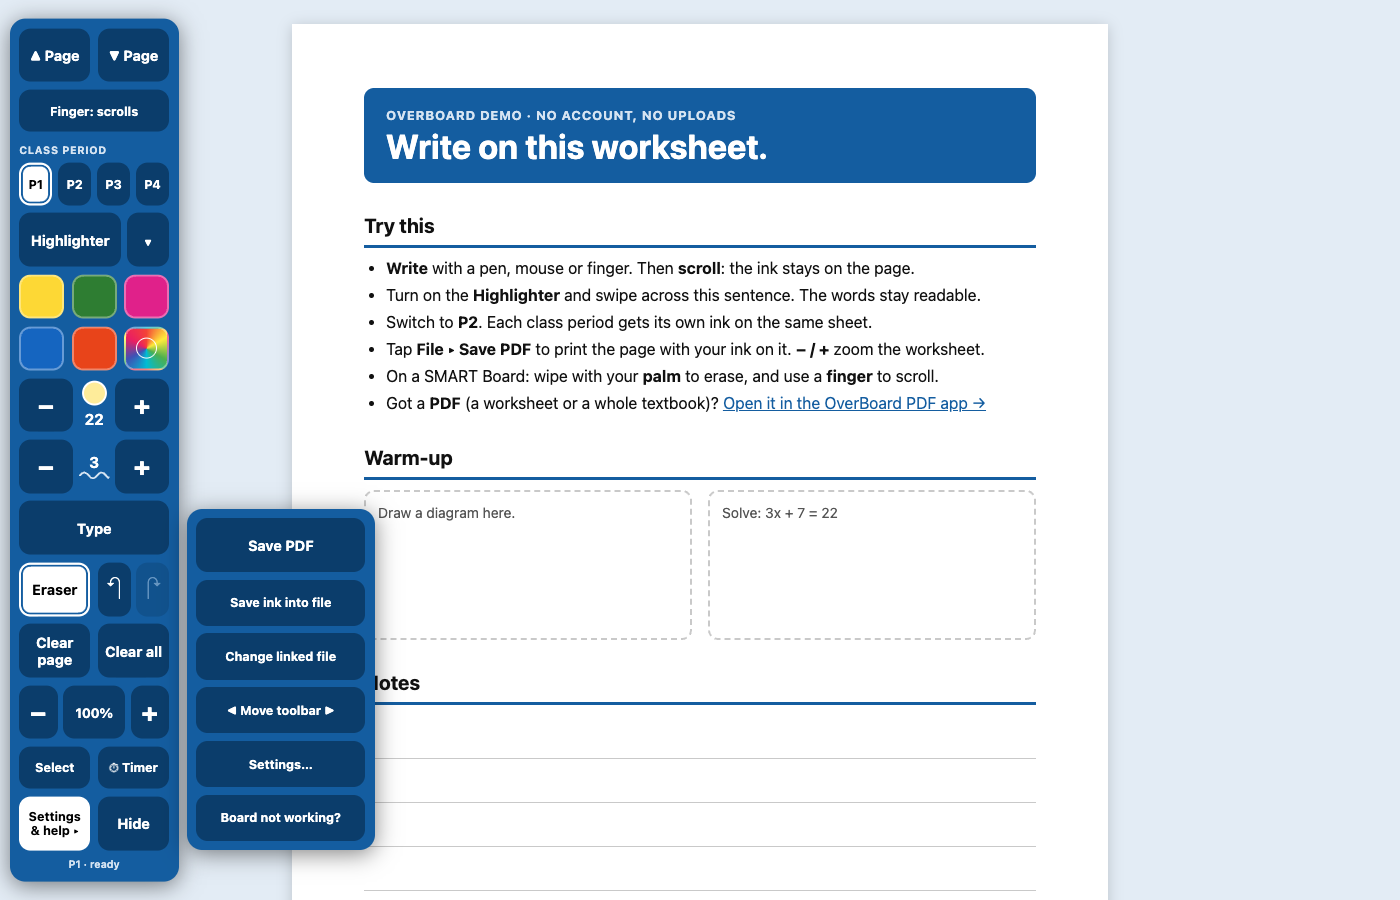 ▲ Page
▼ Page
Finger: scrolls
CLASS PERIOD
P1
P2
P3
P4
Highlighter
▼
−
22
+
−
3
+
Type
Eraser
Clear page
Clear all
−
100%
+
Select
⏱ Timer
Settings & help ▸
Hide
P1 · ready
Save PDF
Save ink into file
Change linked file
◀ Move toolbar ▶
Settings...
Board not working?
OVERBOARD DEMO · NO ACCOUNT, NO UPLOADS
Write on this worksheet.
Try this
• Write with a pen, mouse or finger. Then scroll: the ink stays on the page.
• Turn on the Highlighter and swipe across this sentence. The words stay readable.
• Switch to P2. Each class period gets its own ink on the same sheet.
• Tap File ▸ Save PDF to print the page with your ink on it. − / + zoom the worksheet.
• On a SMART Board: wipe with your palm to erase, and use a finger to scroll.
• Got a PDF (a worksheet or a whole textbook)? Open it in the OverBoard PDF app →
Warm-up
Draw a diagram here.
Solve: 3x + 7 = 22